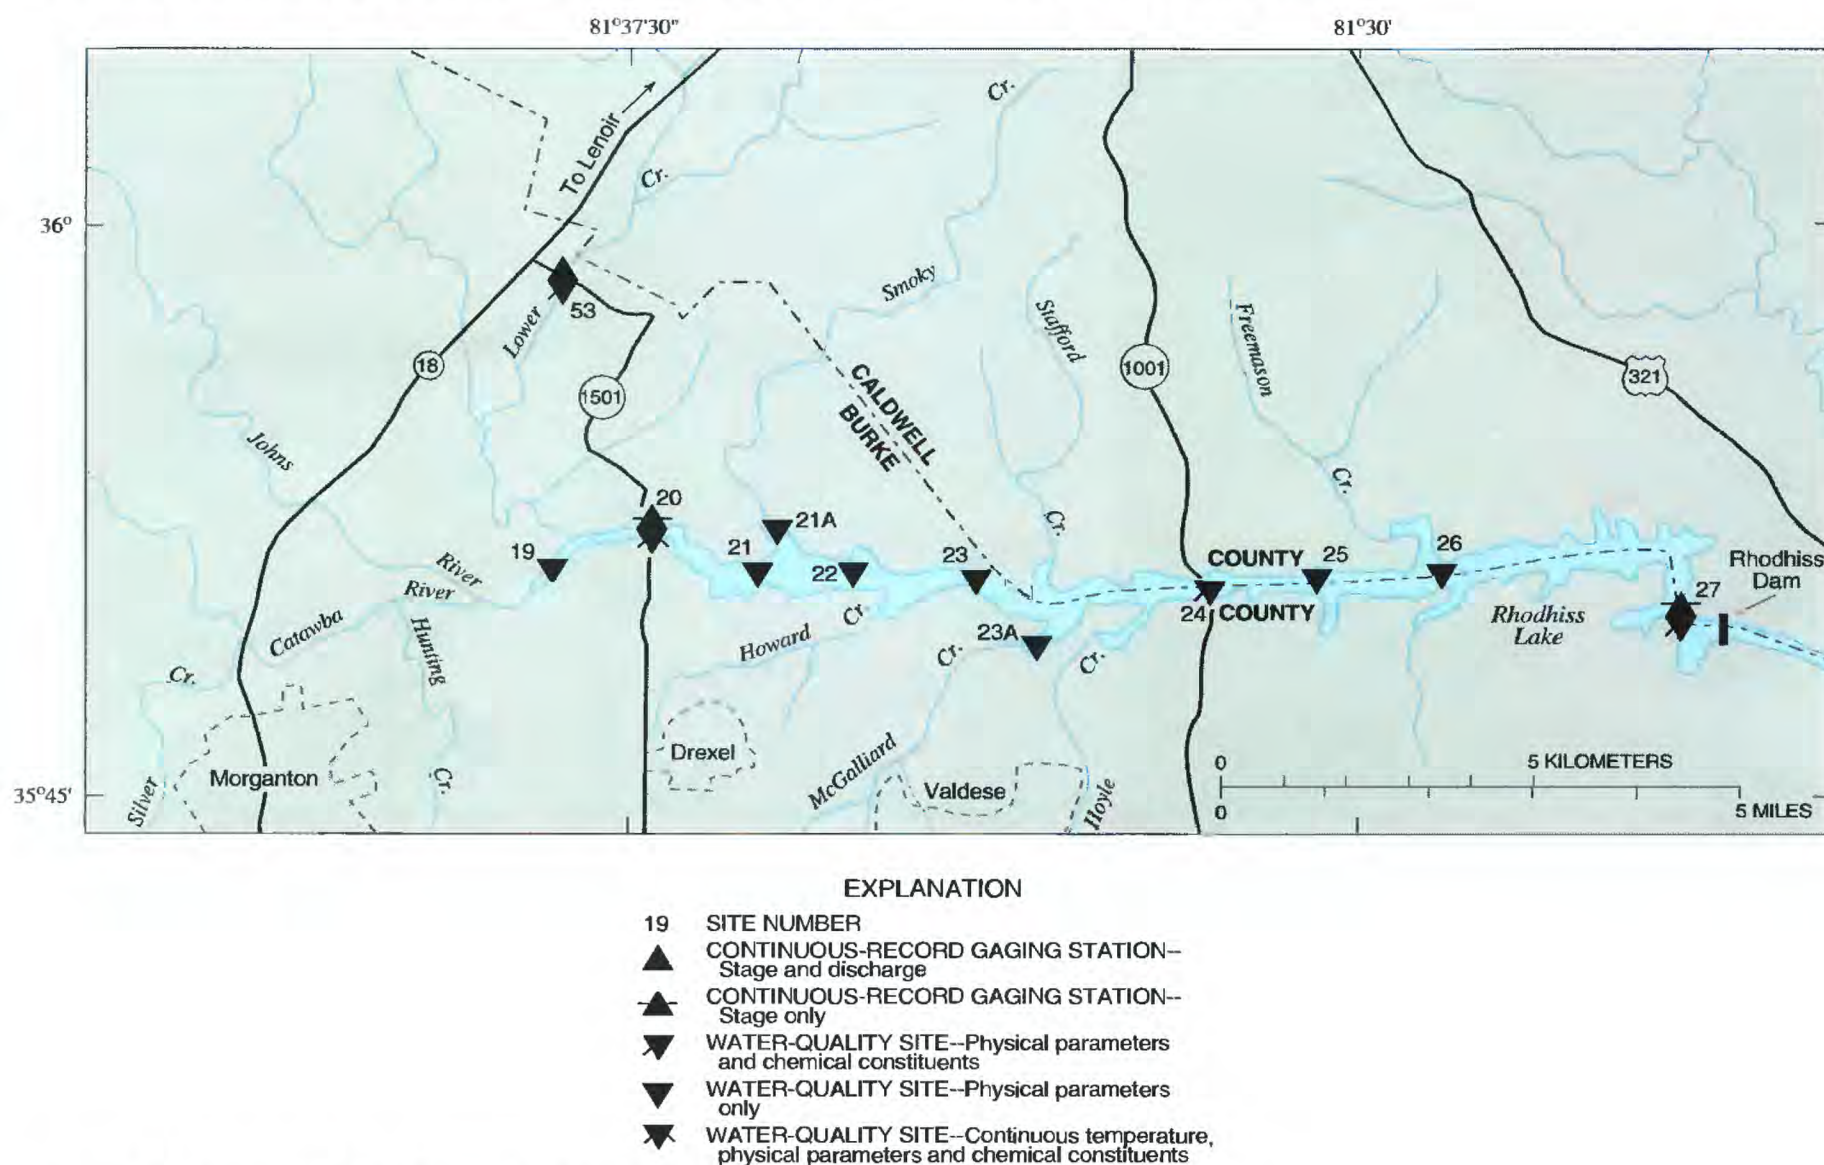 81°37'30"
81°30'
36°
35°45'
To Lenoir
Cr.
Cr.
53
Lower
18
1501
Smoky
Stafford
Cr.
1001
Freemason
Cr.
321
CALDWELL
BURKE
Johns
River
19
20
21
21A
22
23
23A
24
COUNTY
COUNTY
25
26
27
Rhodhiss
Dam
Rhodhiss
Lake
Catawba
River
Hunting
Cr.
Silver
Cr.
Morganton
Howard
Cr.
Drexel
McGalliard
Cr.
Valdese
Hoyle
Cr.
0
5 KILOMETERS
0
5 MILES
EXPLANATION
19 SITE NUMBER
CONTINUOUS-RECORD GAGING STATION--
Stage and discharge
CONTINUOUS-RECORD GAGING STATION--
Stage only
WATER-QUALITY SITE--Physical parameters
and chemical constituents
WATER-QUALITY SITE--Physical parameters
only
WATER-QUALITY SITE--Continuous temperature,
physical parameters and chemical constituents